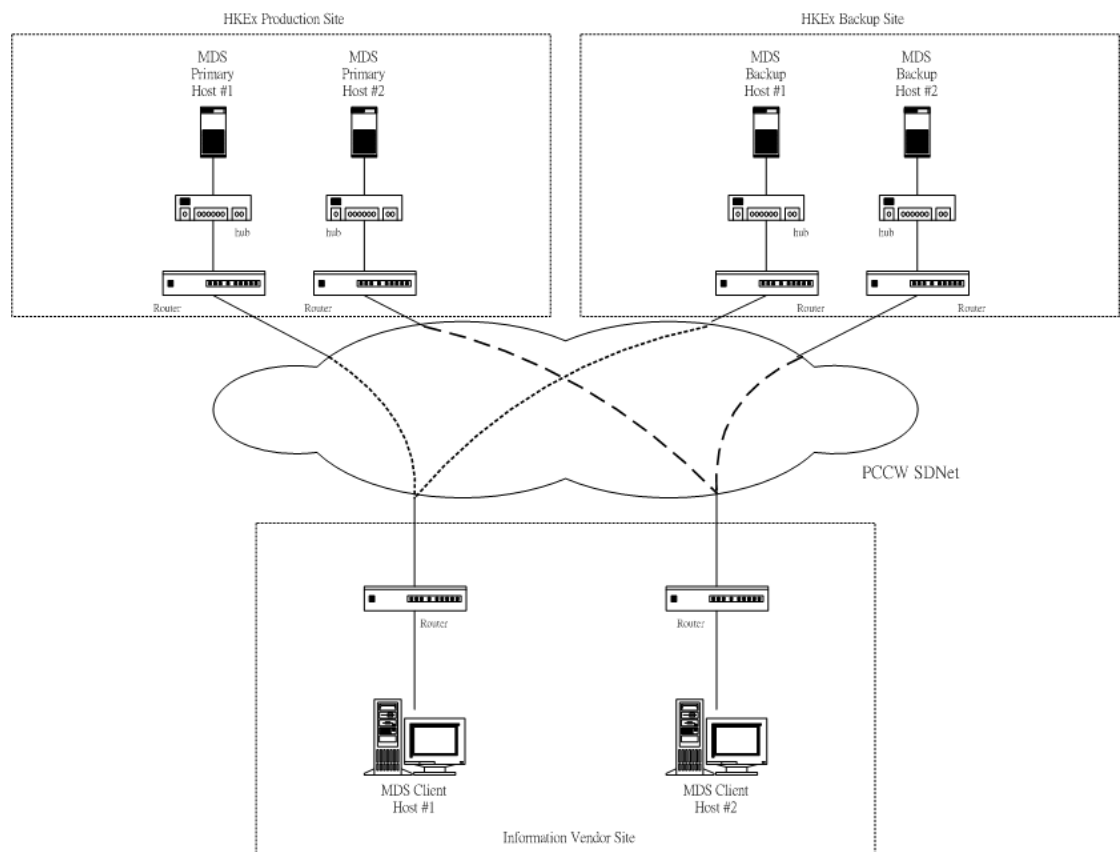 HKEx Production Site
HKEx Backup Site
MDS
Primary
Host #1
MDS
Primary
Host #2
MDS
Backup
Host #1
MDS
Backup
Host #2
hub
hub
hub
hub
Router
Router
Router
Router
PCCW SDNet
Router
Router
MDS Client
Host #1
MDS Client
Host #2
Information Vendor Site